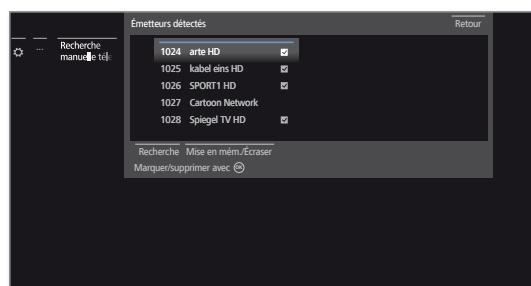 Émetteurs détectés
Retour
...
Recherche
1024 arte HD
1025 kabel eins HD
1026 SPORT1 HD
1027 Cartoon Network
1028 Spiegel TV HD
Recherche Mise en mém./Écraser
Marquer/supprimer avec OK